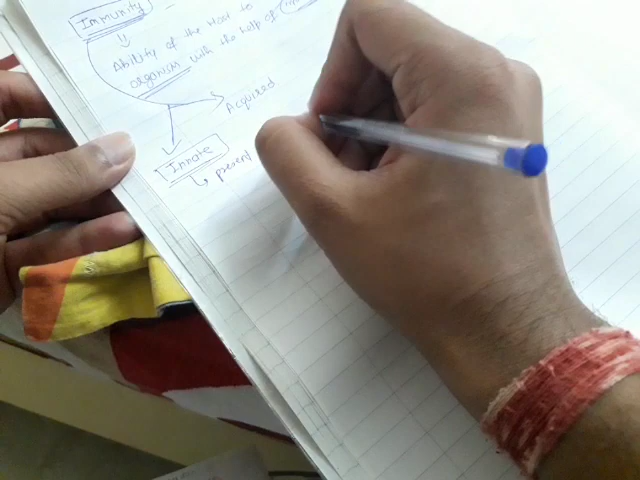 Immunity
Ability of the Host to
organism with the help of
Acquired
Innate
present